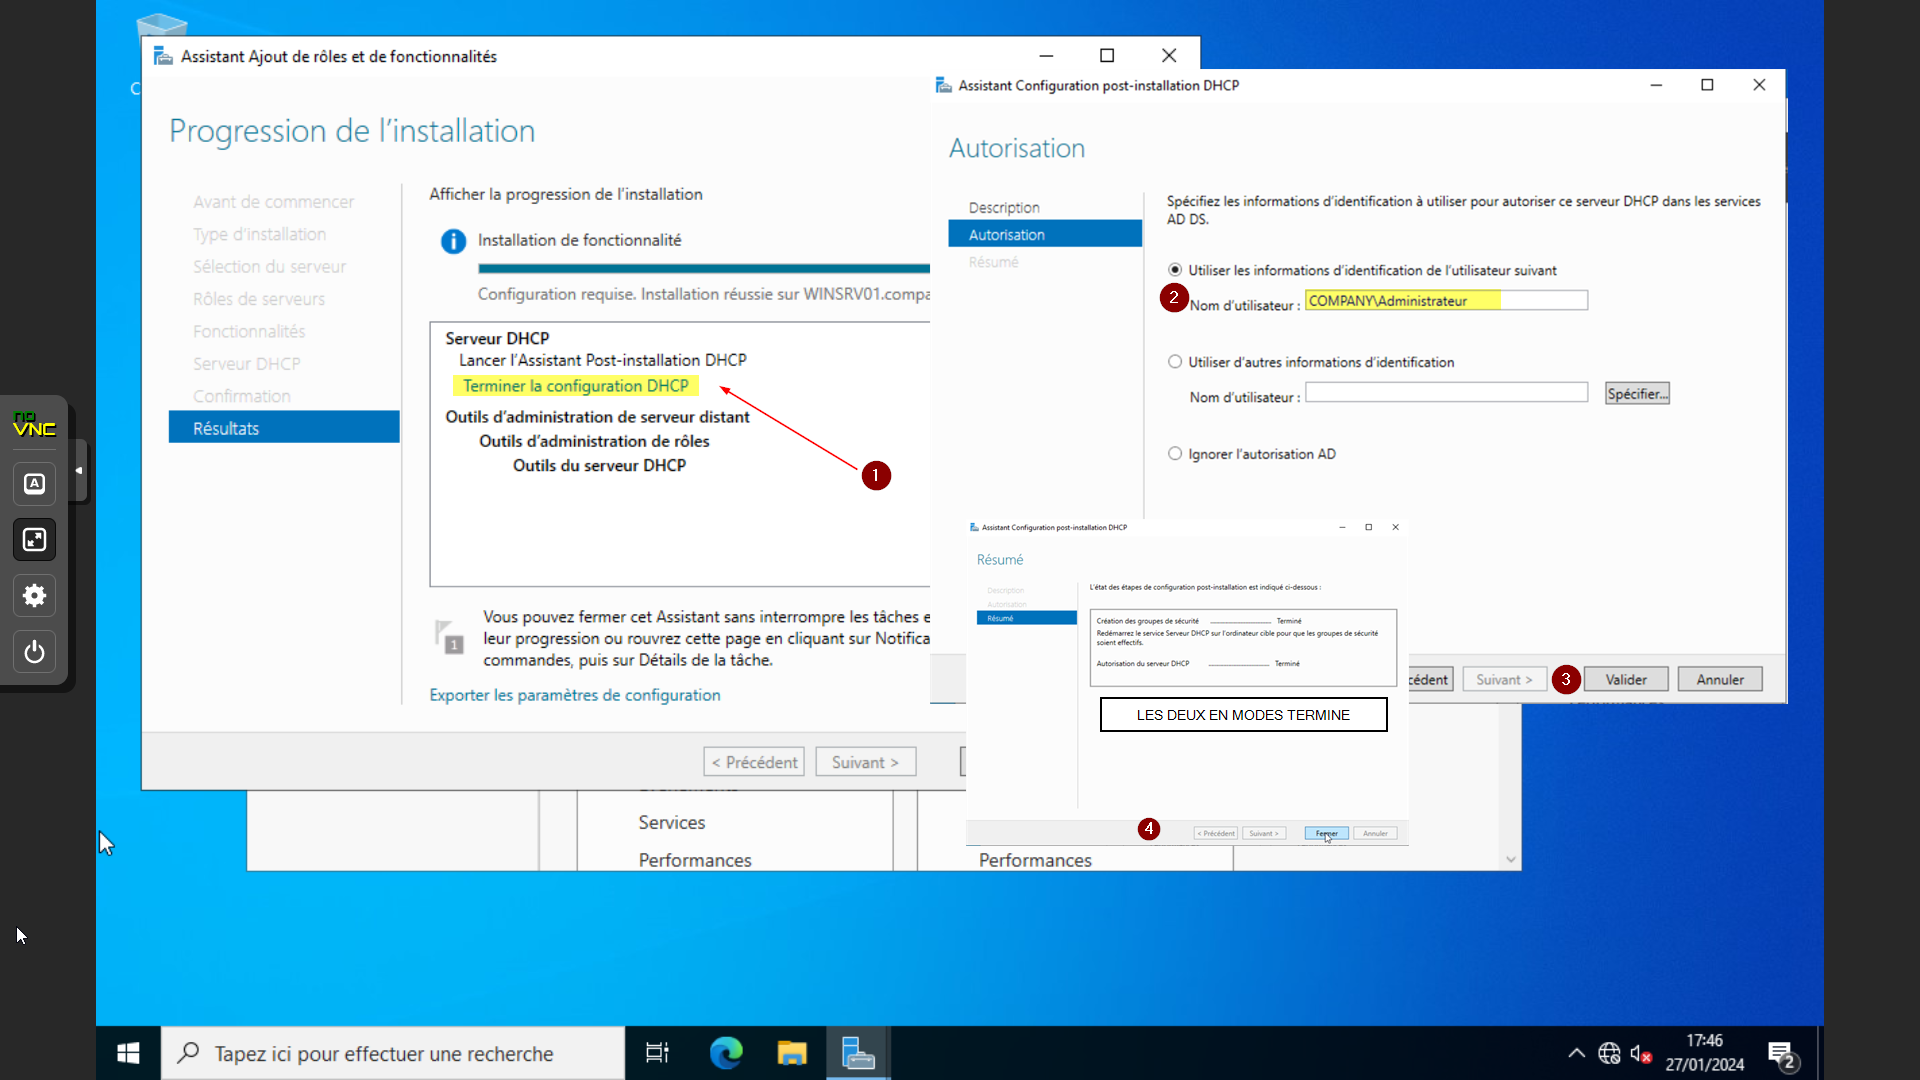 Assistant Ajout de rôles et de fonctionnalités
Progression de l'installation
Avant de commencer
Type d'installation
Sélection du serveur
Rôles de serveurs
Fonctionnalités
Serveur DHCP
Confirmation
Résultats
Afficher la progression de l'installation
Installation de fonctionnalité
Configuration requise. Installation réussie sur WINSRV01.compa
Serveur DHCP
Lancer l'Assistant Post-installation DHCP
Terminer la configuration DHCP
Outils d'administration de serveur distant
Outils d'administration de rôles
Outils du serveur DHCP
1
1
Vous pouvez fermer cet Assistant sans interrompre les tâches e
leur progression ou rouvrez cette page en cliquant sur Notifica
commandes, puis sur Détails de la tâche.
Exporter les paramètres de configuration
< Précédent
Suivant >
Assistant Configuration post-installation DHCP
Autorisation
Description
Autorisation
Résumé
Spécifiez les informations d'identification à utiliser pour autoriser ce serveur DHCP dans les services
AD DS.
Utiliser les informations d'identification de l'utilisateur suivant
2
Nom d'utilisateur : COMPANY\Administrateur
Utiliser d'autres informations d'identification
Nom d'utilisateur :
Spécifier...
Ignorer l'autorisation AD
cédent
Suivant >
3
Valider
Annuler
Assistant Configuration post-installation DHCP
Résumé
Description
Autorisation
Résumé
L'état des étapes de configuration post-installation est indiqué ci-dessous :
Création des groupes de sécurité Terminé
Redémarrez le service Serveur DHCP sur l'ordinateur cible pour que les groupes de sécurité
soient effectifs.
Autorisation du serveur DHCP Terminé
LES DEUX EN MODES TERMINE
4
< Précédent
Suivant >
Fermer
Annuler
Services
Performances
Performances
no
VNC
A
C
Tapez ici pour effectuer une recherche
17:46
27/01/2024
2